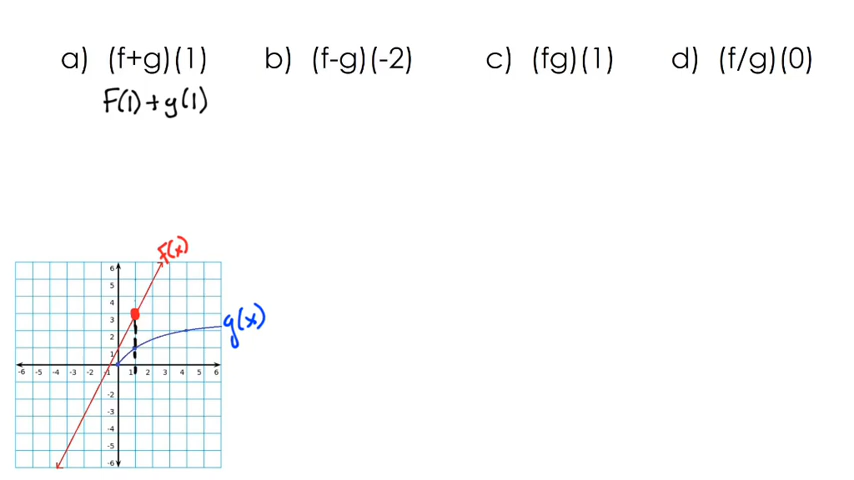 a) (f+g)(1) b) (f-g)(-2) c) (fg)(1) d) (f/g)(0)
F(1)+g(1)
F(x)
6
5
4
3
g(x)
2
1
-6 -5 -4 -3 -2 -1 1 2 3 4 5 6
-2
-3
-4
-5
-6